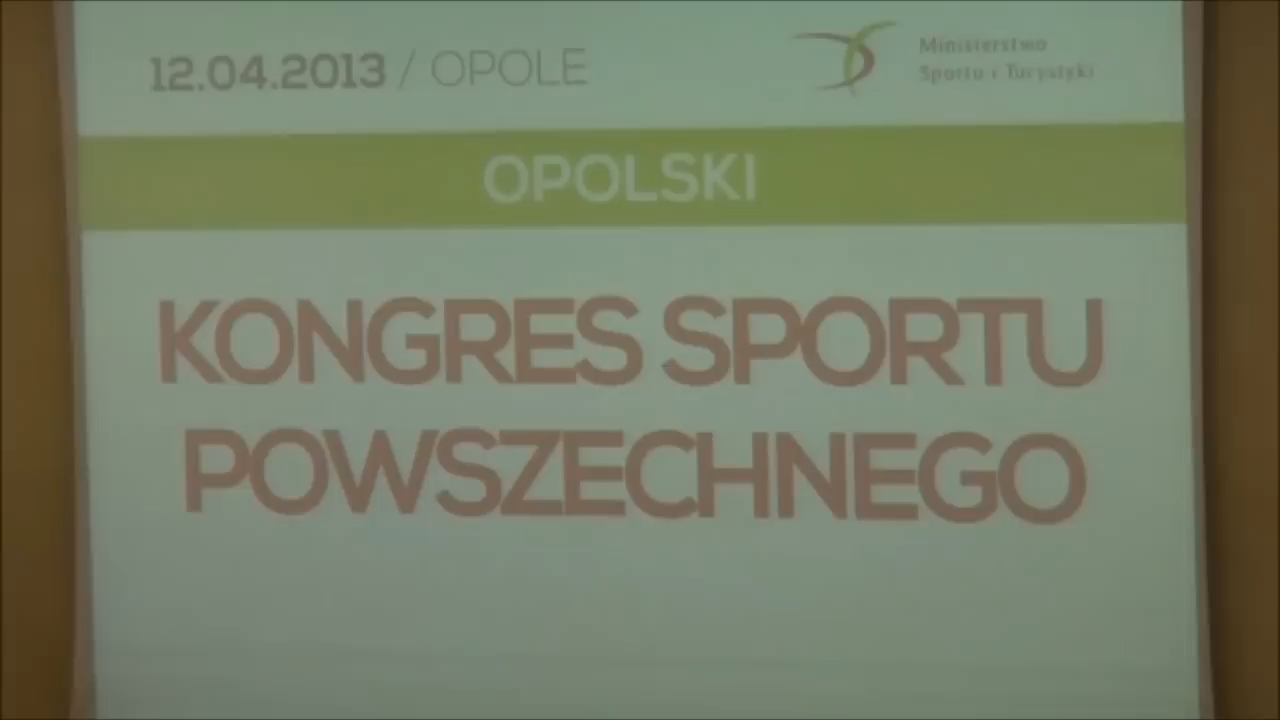 12.04.2013 / OPOLE
Ministerstwo
Sportu i Turystyki
OPOLSKI
KONGRES SPORTU
POWSZECHNEGO